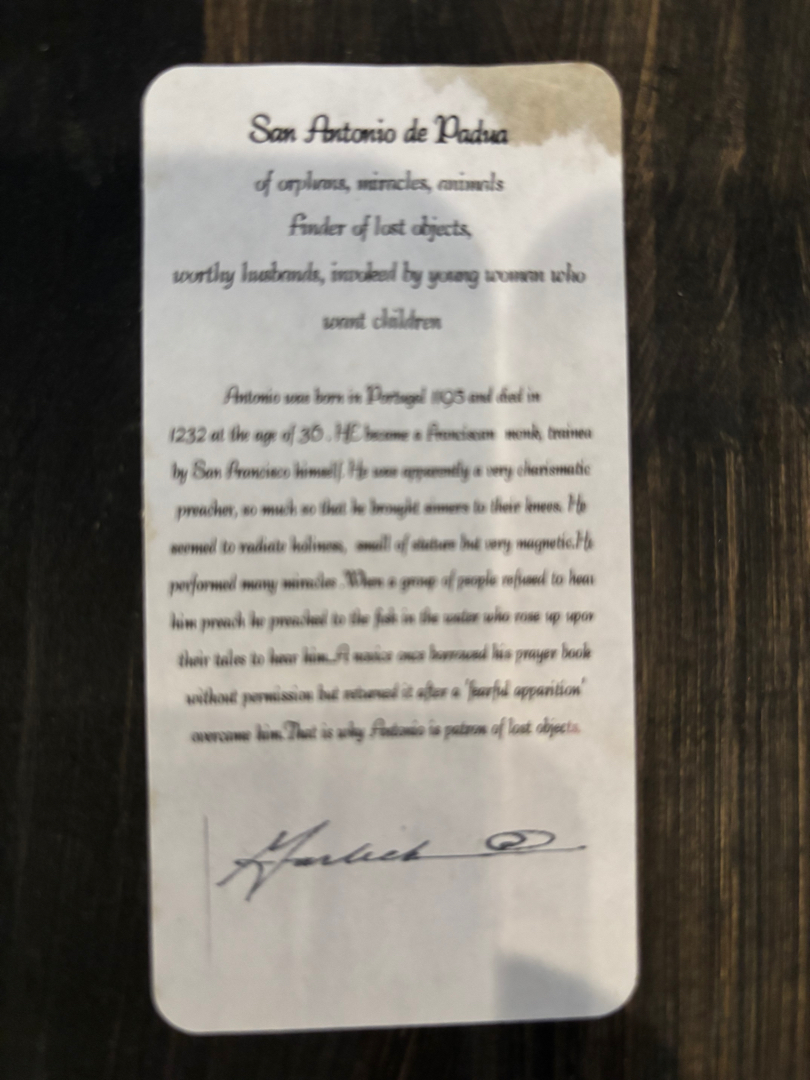 San Antonio de Padua
of orphans, miracles, animals
finder of lost objects,
worthy husbands, invoked by young women who
want children
Antonio was born in Portugal 1195 and died in
1232 at the age of 36. HE became a Franciscan monk, trained
by San Francisco himself. He was apparently a very charismatic
preacher, so much so that he brought sinners to their knees. He
seemed to radiate holiness, small of stature but very magnetic.He
performed many miracles .When a group of people refused to hear
him preach he preached to the fish in the water who rose up upon
their tales to hear him.A novice once borrowed his prayer book
without permission but returned it after a 'fearful apparition'
overcame him.That is why Antonio is patron of lost objects.